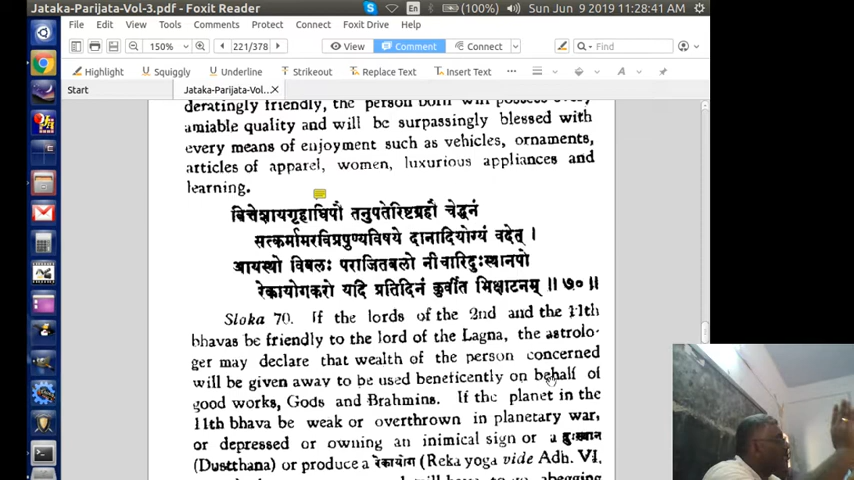 Jataka-Parijata-Vol-3.pdf - Foxit Reader
(100%)
Sun Jun 9 2019 11:28:41 AM
File Edit View Tools Comments Protect Connect Foxit Drive Help
150% 221/378 View Comment Connect Find
Highlight Squiggly Underline Strikeout Replace Text Insert Text
Start Jataka-Parijata-Vol...
deratingly friendly, the person born will possess every
amiable quality and will be surpassingly blessed with
every means of enjoyment such as vehicles, ornaments,
articles of apparel, women, luxurious appliances and
learning.
वित्तेशायगृहाधिपौ तनुपतेरिष्टग्रहौ चेद्धनं
सत्कर्मामरविप्रपुण्यविषये दानादियोग्यं वदेत् ।
आयस्थो विबलः पराजितबलो नीचारिदुःस्थानपो
रेकायोगकरो यदि प्रतिदिनं कुर्वीत भिक्षाटनम् ॥ ७० ॥
Sloka 70. If the lords of the 2nd and the 11th
bhavas be friendly to the lord of the Lagna, the astrolo-
ger may declare that wealth of the person concerned
will be given away to be used beneficently on behalf of
good works, Gods and Brahmins. If the planet in the
11th bhava be weak or overthrown in planetary war,
or depressed or owning an inimical sign or a दुःस्थान
(Dustthana) or produce a रेकायोग (Reka yoga vide Adh. VI.
will have to go abegging